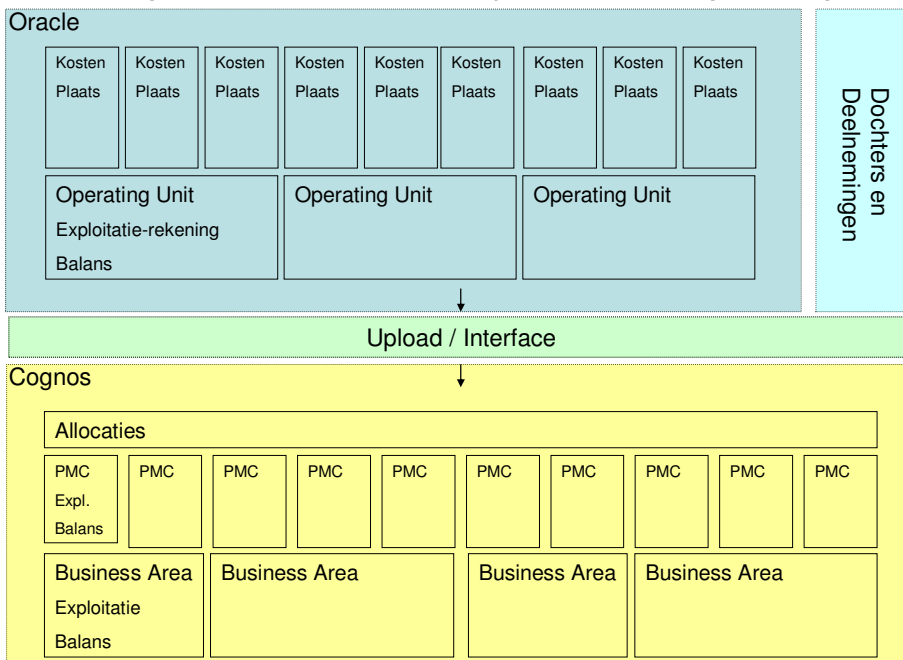 Oracle
Kosten Kosten Kosten Kosten Kosten Kosten Kosten Kosten Kosten
Plaats Plaats Plaats Plaats Plaats Plaats Plaats Plaats Plaats
Operating Unit Operating Unit Operating Unit
Exploitatie-rekening
Balans
Dochters en
Deelnemingen
Upload / Interface
Cognos
Allocaties
PMC PMC PMC PMC PMC PMC PMC PMC PMC PMC
Expl.
Balans
Business Area Business Area Business Area Business Area
Exploitatie
Balans